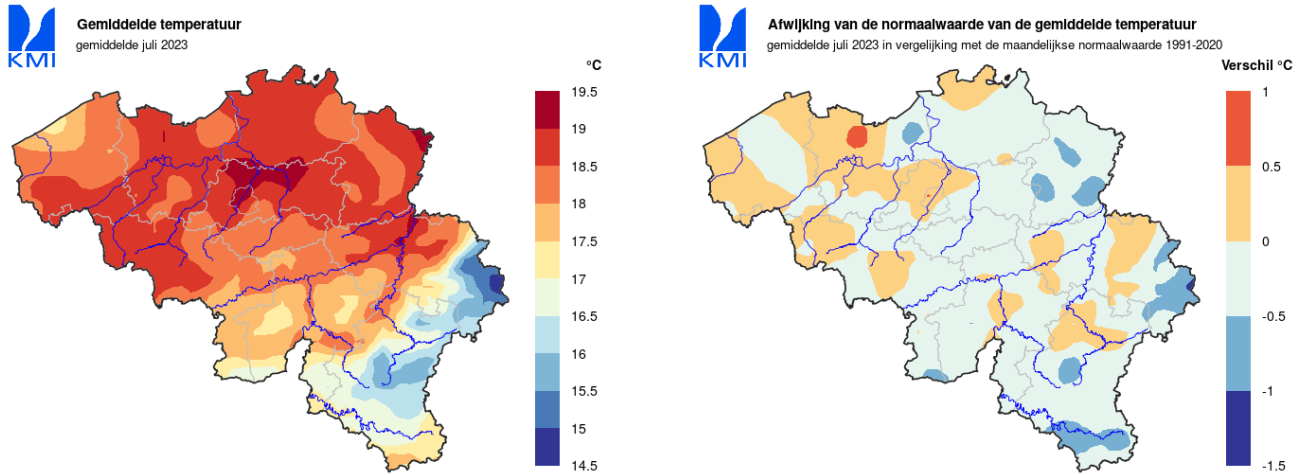 KMI
Gemiddelde temperatuur
gemiddelde juli 2023
°C
19.5
19
18.5
18
17.5
17
16.5
16
15.5
15
14.5
KMI
Afwijking van de normaalwaarde van de gemiddelde temperatuur
gemiddelde juli 2023 in vergelijking met de maandelijkse normaalwaarde 1991-2020
Verschil °C
1
0.5
0
-0.5
-1
-1.5